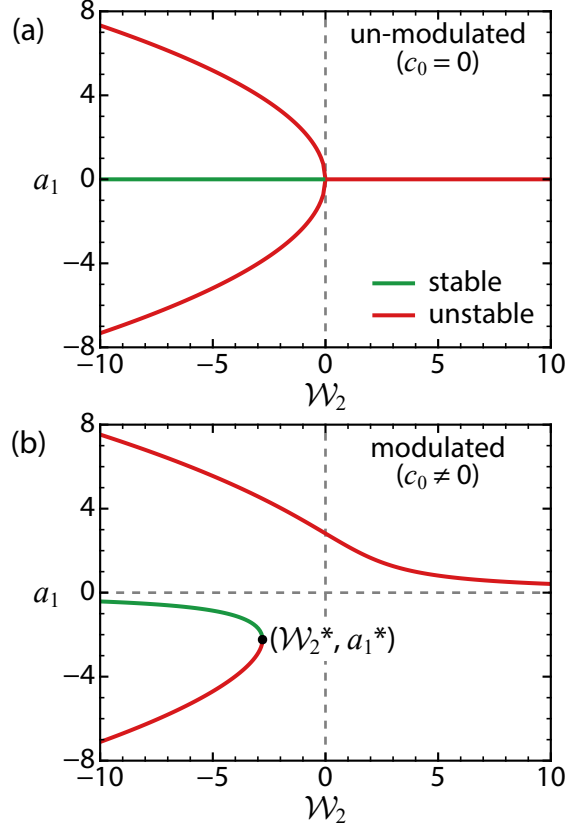 (a)
8
4
a₁ 0
−4
−8
un-modulated
(c₀ = 0)
stable
unstable
−10 −5 0 5 10
𝒲₂
(b)
8
4
a₁ 0
−4
−8
modulated
(c₀ ≠ 0)
(𝒲₂*, a₁*)
−10 −5 0 5 10
𝒲₂